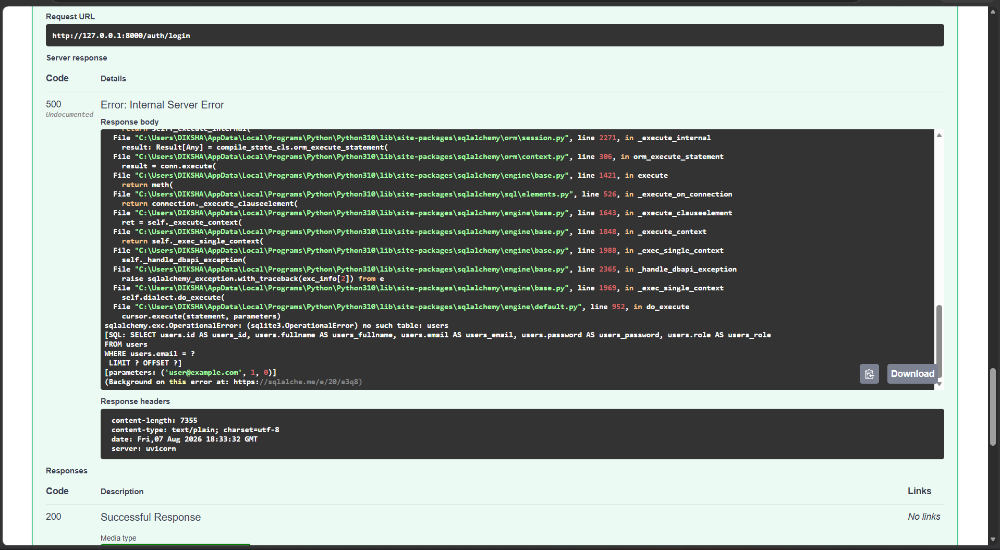 Request URL
http://127.0.0.1:8000/auth/login
Server response
Code Details
500 Error: Internal Server Error
Undocumented
Response body
return self._execute_internal(
File "C:\Users\DIKSHA\AppData\Local\Programs\Python\Python310\lib\site-packages\sqlalchemy\orm\session.py", line 2271, in _execute_internal
result: Result[Any] = compile_state_cls.orm_execute_statement(
File "C:\Users\DIKSHA\AppData\Local\Programs\Python\Python310\lib\site-packages\sqlalchemy\orm\context.py", line 306, in orm_execute_statement
result = conn.execute(
File "C:\Users\DIKSHA\AppData\Local\Programs\Python\Python310\lib\site-packages\sqlalchemy\engine\base.py", line 1421, in execute
return meth(
File "C:\Users\DIKSHA\AppData\Local\Programs\Python\Python310\lib\site-packages\sqlalchemy\sql\elements.py", line 526, in _execute_on_connection
return connection._execute_clauseelement(
File "C:\Users\DIKSHA\AppData\Local\Programs\Python\Python310\lib\site-packages\sqlalchemy\engine\base.py", line 1643, in _execute_clauseelement
ret = self._execute_context(
File "C:\Users\DIKSHA\AppData\Local\Programs\Python\Python310\lib\site-packages\sqlalchemy\engine\base.py", line 1848, in _execute_context
return self._exec_single_context(
File "C:\Users\DIKSHA\AppData\Local\Programs\Python\Python310\lib\site-packages\sqlalchemy\engine\base.py", line 1988, in _exec_single_context
self._handle_dbapi_exception(
File "C:\Users\DIKSHA\AppData\Local\Programs\Python\Python310\lib\site-packages\sqlalchemy\engine\base.py", line 2365, in _handle_dbapi_exception
raise sqlalchemy_exception.with_traceback(exc_info[2]) from e
File "C:\Users\DIKSHA\AppData\Local\Programs\Python\Python310\lib\site-packages\sqlalchemy\engine\base.py", line 1969, in _exec_single_context
self.dialect.do_execute(
File "C:\Users\DIKSHA\AppData\Local\Programs\Python\Python310\lib\site-packages\sqlalchemy\engine\default.py", line 952, in do_execute
cursor.execute(statement, parameters)
sqlalchemy.exc.OperationalError: (sqlite3.OperationalError) no such table: users
[SQL: SELECT users.id AS users_id, users.fullname AS users_fullname, users.email AS users_email, users.password AS users_password, users.role AS users_role
FROM users
WHERE users.email = ?
LIMIT ? OFFSET ?]
[parameters: ('user@example.com', 1, 0)]
(Background on this error at: https://sqlalche.me/e/20/e3q8)
Download
Response headers
content-length: 7355
content-type: text/plain; charset=utf-8
date: Fri,07 Aug 2026 18:33:32 GMT
server: uvicorn
Responses
Code Description Links
200 Successful Response No links
Media type